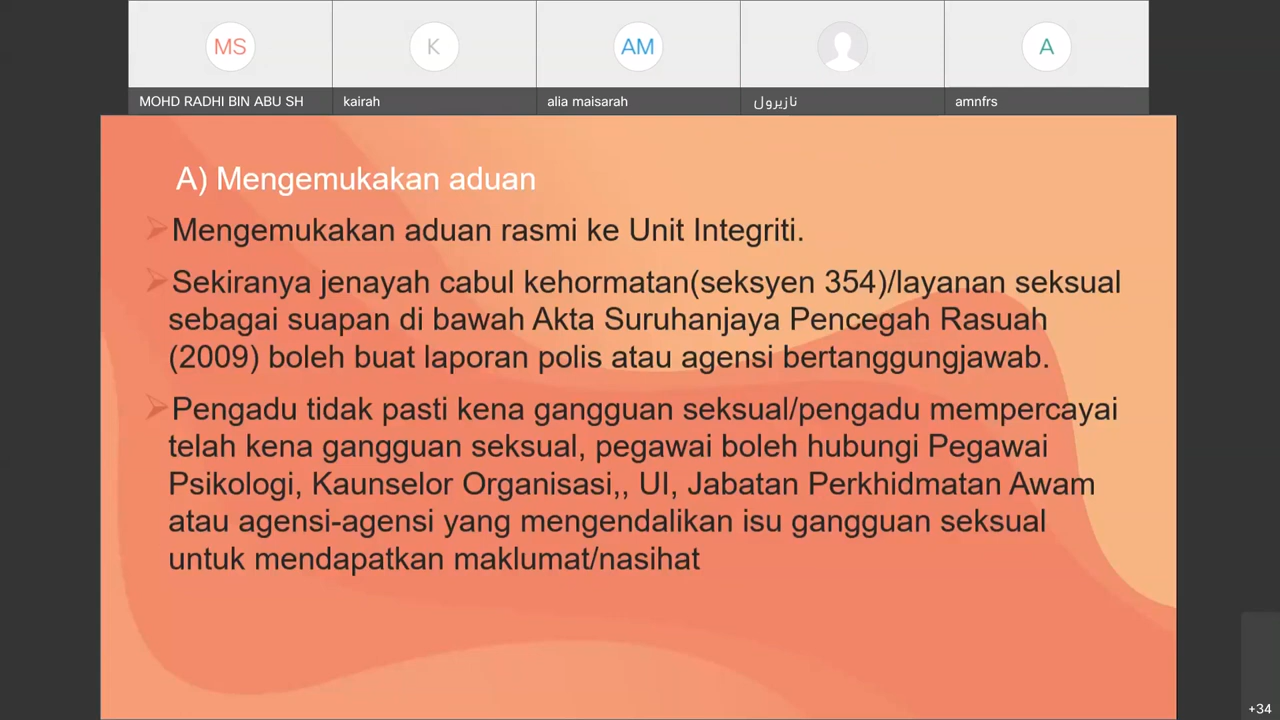 MS
K
AM
A
MOHD RADHI BIN ABU SH
kairah
alia maisarah
نازيرول
amnfrs
A) Mengemukakan aduan
Mengemukakan aduan rasmi ke Unit Integriti.
Sekiranya jenayah cabul kehormatan(seksyen 354)/layanan seksual
sebagai suapan di bawah Akta Suruhanjaya Pencegah Rasuah
(2009) boleh buat laporan polis atau agensi bertanggungjawab.
Pengadu tidak pasti kena gangguan seksual/pengadu mempercayai
telah kena gangguan seksual, pegawai boleh hubungi Pegawai
Psikologi, Kaunselor Organisasi,, UI, Jabatan Perkhidmatan Awam
atau agensi-agensi yang mengendalikan isu gangguan seksual
untuk mendapatkan maklumat/nasihat
+34